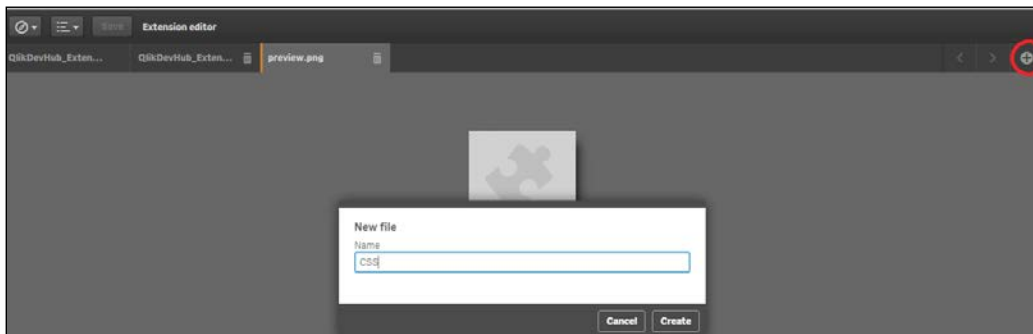 Save Extension editor
QlikDevHub_Exten... QlikDevHub_Exten... preview.png
New file
Name
CSS
Cancel Create